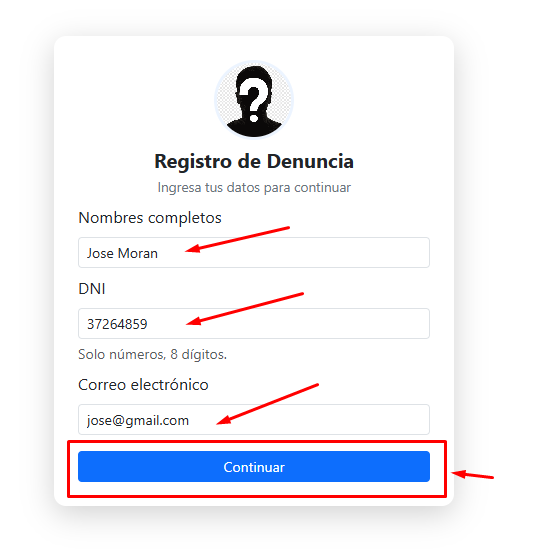 Registro de Denuncia
Ingresa tus datos para continuar
Nombres completos
Jose Moran
DNI
37264859
Solo números, 8 dígitos.
Correo electrónico
jose@gmail.com
Continuar